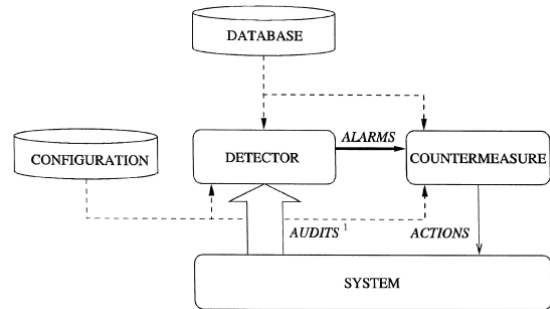 DATABASE
ALARMS
CONFIGURATION
DETECTOR
COUNTERMEASURE
AUDITS 1
ACTIONS
SYSTEM